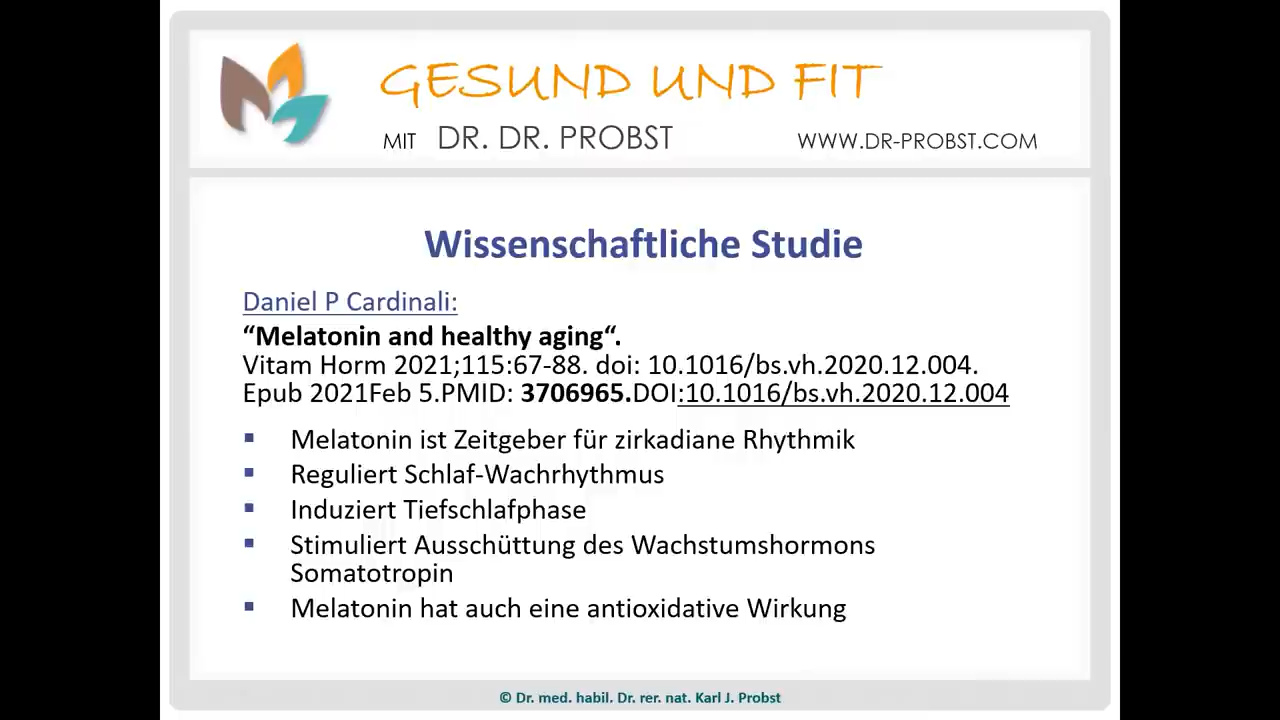 GESUND UND FIT
MIT DR. DR. PROBST WWW.DR-PROBST.COM
Wissenschaftliche Studie
Daniel P Cardinali:
“Melatonin and healthy aging“.
Vitam Horm 2021;115:67-88. doi: 10.1016/bs.vh.2020.12.004.
Epub 2021Feb 5.PMID: 3706965.DOI:10.1016/bs.vh.2020.12.004
▪ Melatonin ist Zeitgeber für zirkadiane Rhythmik
▪ Reguliert Schlaf-Wachrhythmus
▪ Induziert Tiefschlafphase
▪ Stimuliert Ausschüttung des Wachstumshormons
Somatotropin
▪ Melatonin hat auch eine antioxidative Wirkung
© Dr. med. habil. Dr. rer. nat. Karl J. Probst